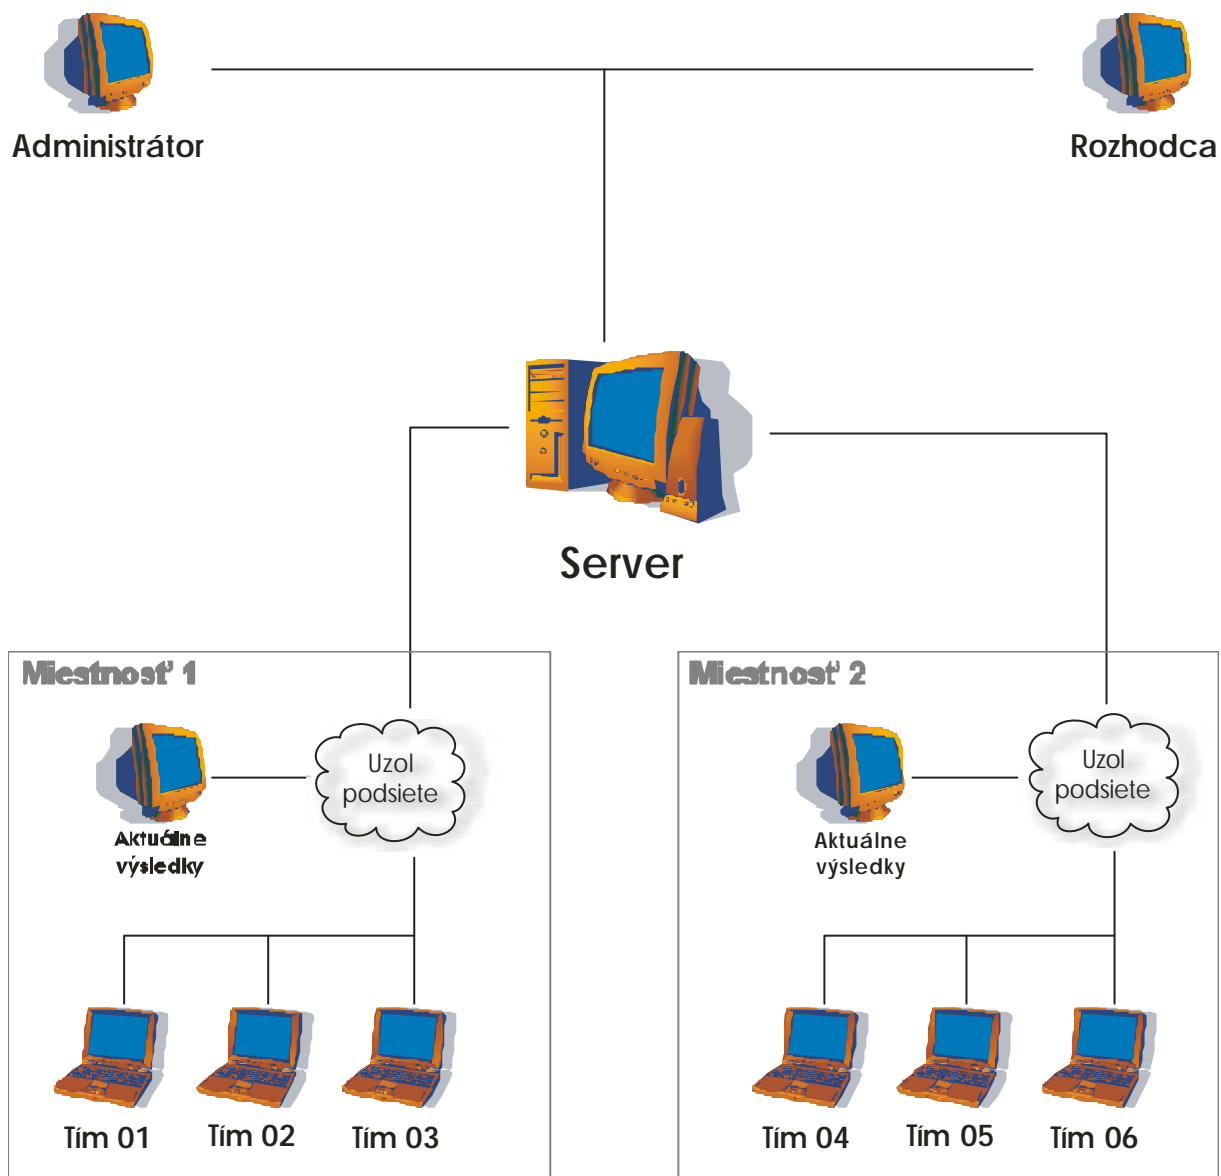 Administrátor
Rozhodca
Server
Miestnosť 1
Uzol
podsiete
Aktuálne
výsledky
Tím 01
Tím 02
Tím 03
Miestnosť 2
Uzol
podsiete
Aktuálne
výsledky
Tím 04
Tím 05
Tím 06